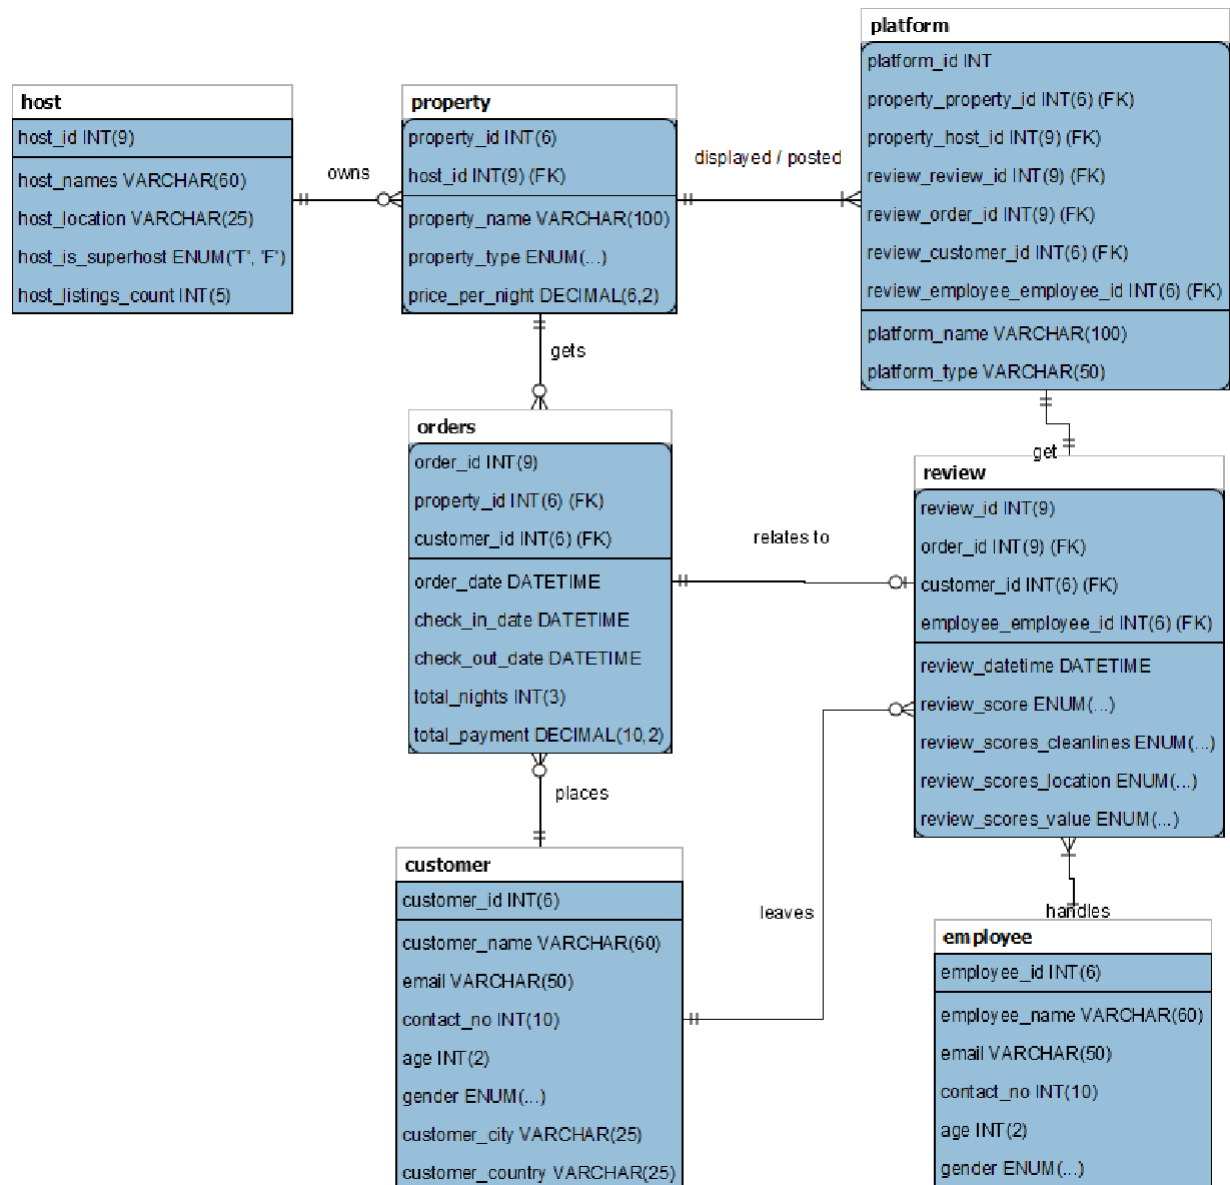 platform
platform_id INT
property_property_id INT(6) (FK)
property_host_id INT(9) (FK)
review_review_id INT(9) (FK)
review_order_id INT(9) (FK)
review_customer_id INT(6) (FK)
review_employee_employee_id INT(6) (FK)
platform_name VARCHAR(100)
platform_type VARCHAR(50)
host
host_id INT(9)
host_names VARCHAR(60)
host_location VARCHAR(25)
host_is_superhost ENUM('T', 'F')
host_listings_count INT(5)
owns
property
property_id INT(6)
host_id INT(9) (FK)
property_name VARCHAR(100)
property_type ENUM(...)
price_per_night DECIMAL(6,2)
displayed / posted
gets
get
orders
order_id INT(9)
property_id INT(6) (FK)
customer_id INT(6) (FK)
order_date DATETIME
check_in_date DATETIME
check_out_date DATETIME
total_nights INT(3)
total_payment DECIMAL(10,2)
relates to
review
review_id INT(9)
order_id INT(9) (FK)
customer_id INT(6) (FK)
employee_employee_id INT(6) (FK)
review_datetime DATETIME
review_score ENUM(...)
review_scores_cleanlines ENUM(...)
review_scores_location ENUM(...)
review_scores_value ENUM(...)
places
leaves
handles
customer
customer_id INT(6)
customer_name VARCHAR(60)
email VARCHAR(50)
contact_no INT(10)
age INT(2)
gender ENUM(...)
customer_city VARCHAR(25)
customer_country VARCHAR(25)
employee
employee_id INT(6)
employee_name VARCHAR(60)
email VARCHAR(50)
contact_no INT(10)
age INT(2)
gender ENUM(...)